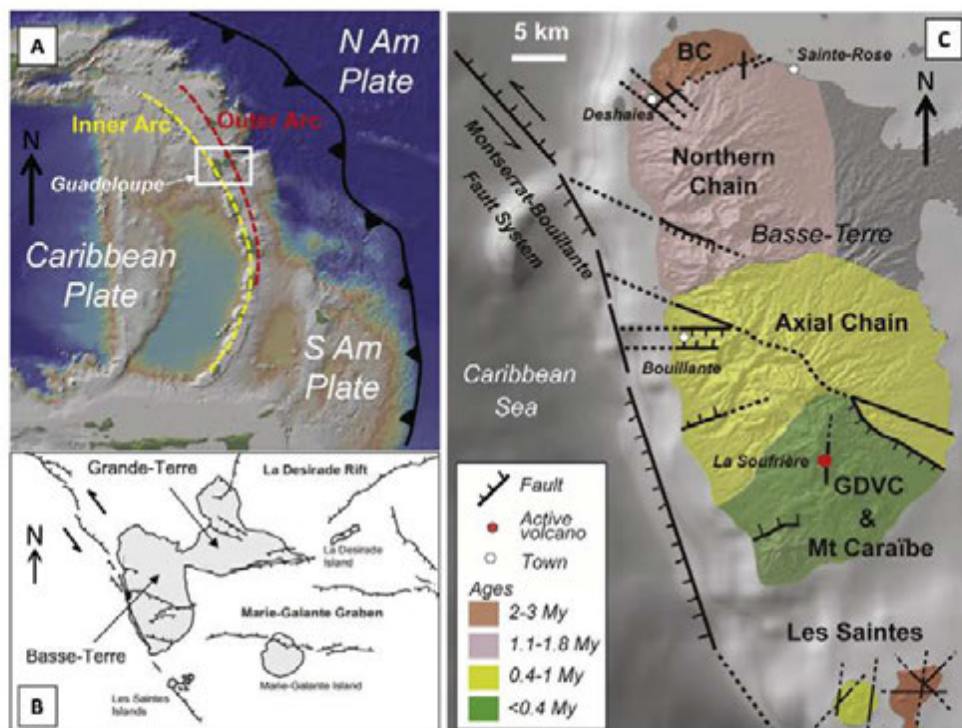 A
N Am
Plate
Inner Arc
Outer Arc
N
Guadeloupe
Caribbean
Plate
S Am
Plate
Grande-Terre
La Desirade Rift
N
La Desirade
Island
Marie-Galante Graben
Basse-Terre
Les Saintes
Islands
Marie-Galante Island
B
C
5 km
BC
Sainte-Rose
N
Deshaies
Northern
Chain
Montserrat-Bouillante
Fault System
Basse-Terre
Axial Chain
Bouillante
Caribbean
Sea
La Soufrière
GDVC
&
Mt Caraïbe
Fault
Active
volcano
Town
Ages
2-3 My
1.1-1.8 My
0.4-1 My
<0.4 My
Les Saintes